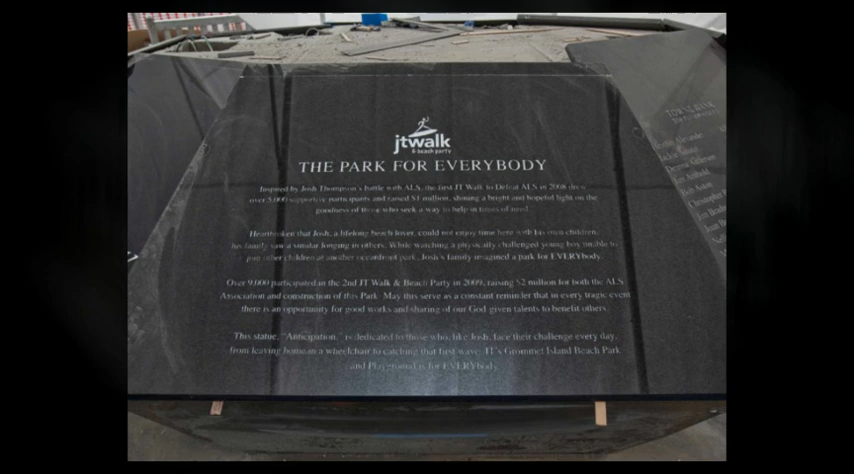 jtwalk
& beach party
THE PARK FOR EVERYBODY
Inspired by Josh Thompson's battle with ALS, the first JT Walk to Defeat ALS in 2008 drew
over 5,000 supportive participants and raised $1 million, shining a bright and hopeful light on the
goodness of those who seek a way to help in times of need.
Heartbroken that Josh, a lifelong beach lover, could not enjoy time here with his own children,
his family saw a similar longing in others. While watching a physically challenged young boy unable to
join other children at another oceanfront park, Josh's family imagined a park for EVERYbody.
Over 9,000 participated in the 2nd JT Walk & Beach Party in 2009, raising $2 million for both the ALS
Association and construction of this Park. May this serve as a constant reminder that in every tragic event
there is an opportunity for good works and sharing of our God given talents to benefit others.
This statue, "Anticipation," is dedicated to those who, like Josh, face their challenge every day,
from leaving home in a wheelchair to catching that first wave. JT's Grommet Island Beach Park
and Playground is for EVERYbody.